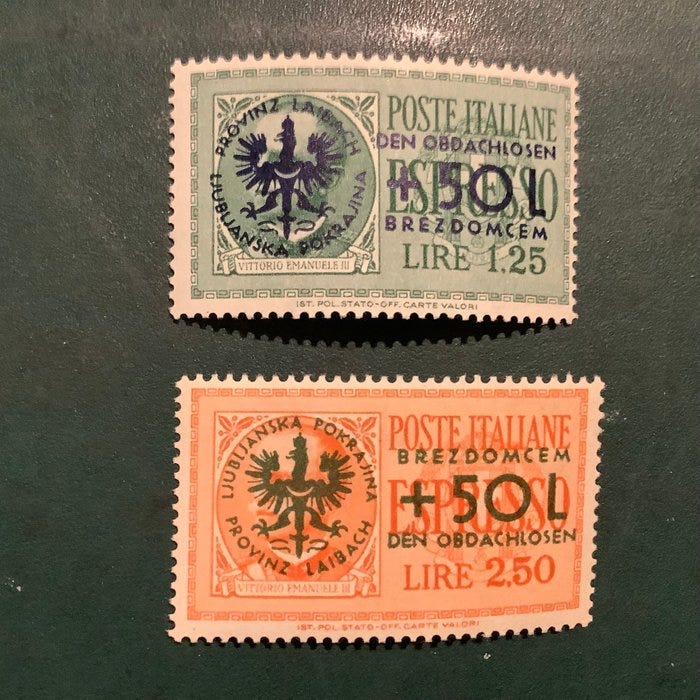 PROVINZ LAIBACH
LJUBLJANSKA POKRAJINA
VITTORIO EMANUELE III
POSTE ITALIANE
DEN OBDACHLOSEN
ESPRESSO
+50L
BREZDOMCEM
LIRE 1.25
IST. POL. STATO-OFF. CARTE VALORI
LJUBLJANSKA POKRAJINA
PROVINZ LAIBACH
VITTORIO EMANUELE III
POSTE ITALIANE
BREZDOMCEM
ESPRESSO
+50L
DEN OBDACHLOSEN
LIRE 2.50
IST. POL. STATO-OFF. CARTE VALORI